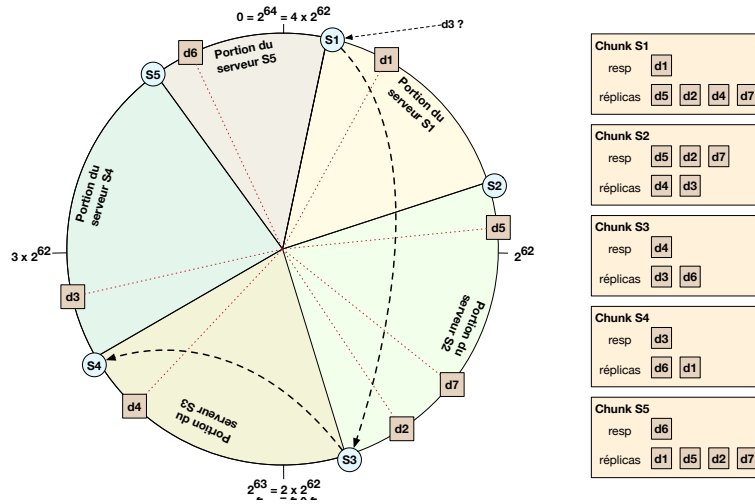 0 = 2^64 = 4 x 2^62
d3 ?
S1
d6
Portion du
serveur S5
d1
S5
Portion du
serveur S1
Portion du
serveur S4
S2
d5
3 x 2^62
2^62
d3
Portion du
serveur S2
S4
d7
d4
Portion du
serveur S3
d2
S3
2^63 = 2 x 2^62
Chunk S1
resp d1
réplicas d5 d2 d4 d7
Chunk S2
resp d5 d2 d7
réplicas d4 d3
Chunk S3
resp d4
réplicas d3 d6
Chunk S4
resp d3
réplicas d6 d1
Chunk S5
resp d6
réplicas d1 d5 d2 d7